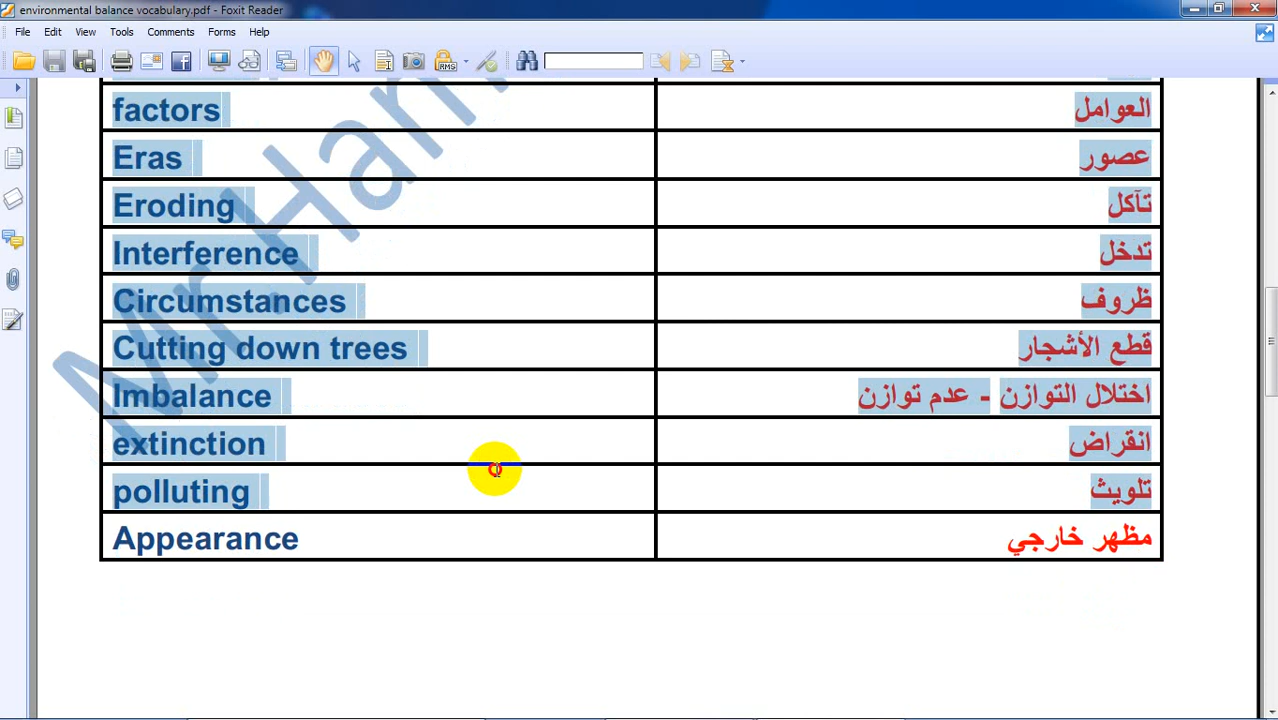 environmental balance vocabulary.pdf - Foxit Reader
File Edit View Tools Comments Forms Help
factors العوامل
Eras عصور
Eroding تآكل
Interference تدخل
Circumstances ظروف
Cutting down trees قطع الأشجار
Imbalance اختلال التوازن - عدم توازن
extinction انقراض
polluting تلويث
Appearance مظهر خارجي